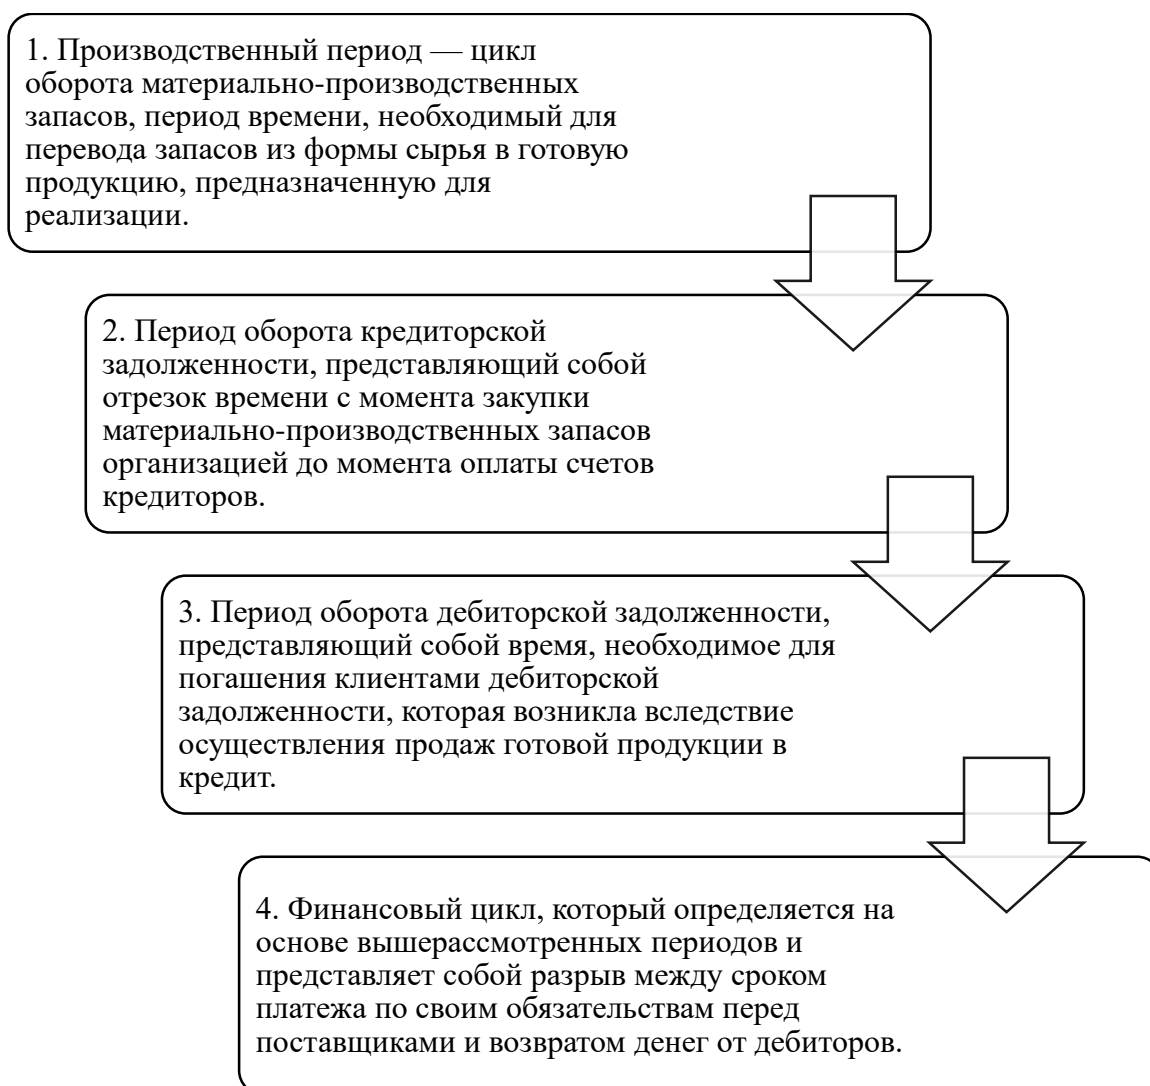 1. Производственный период — цикл
оборота материально-производственных
запасов, период времени, необходимый для
перевода запасов из формы сырья в готовую
продукцию, предназначенную для
реализации.
2. Период оборота кредиторской
задолженности, представляющий собой
отрезок времени с момента закупки
материально-производственных запасов
организацией до момента оплаты счетов
кредиторов.
3. Период оборота дебиторской задолженности,
представляющий собой время, необходимое для
погашения клиентами дебиторской
задолженности, которая возникла вследствие
осуществления продаж готовой продукции в
кредит.
4. Финансовый цикл, который определяется на
основе вышерассмотренных периодов и
представляет собой разрыв между сроком
платежа по своим обязательствам перед
поставщиками и возвратом денег от дебиторов.